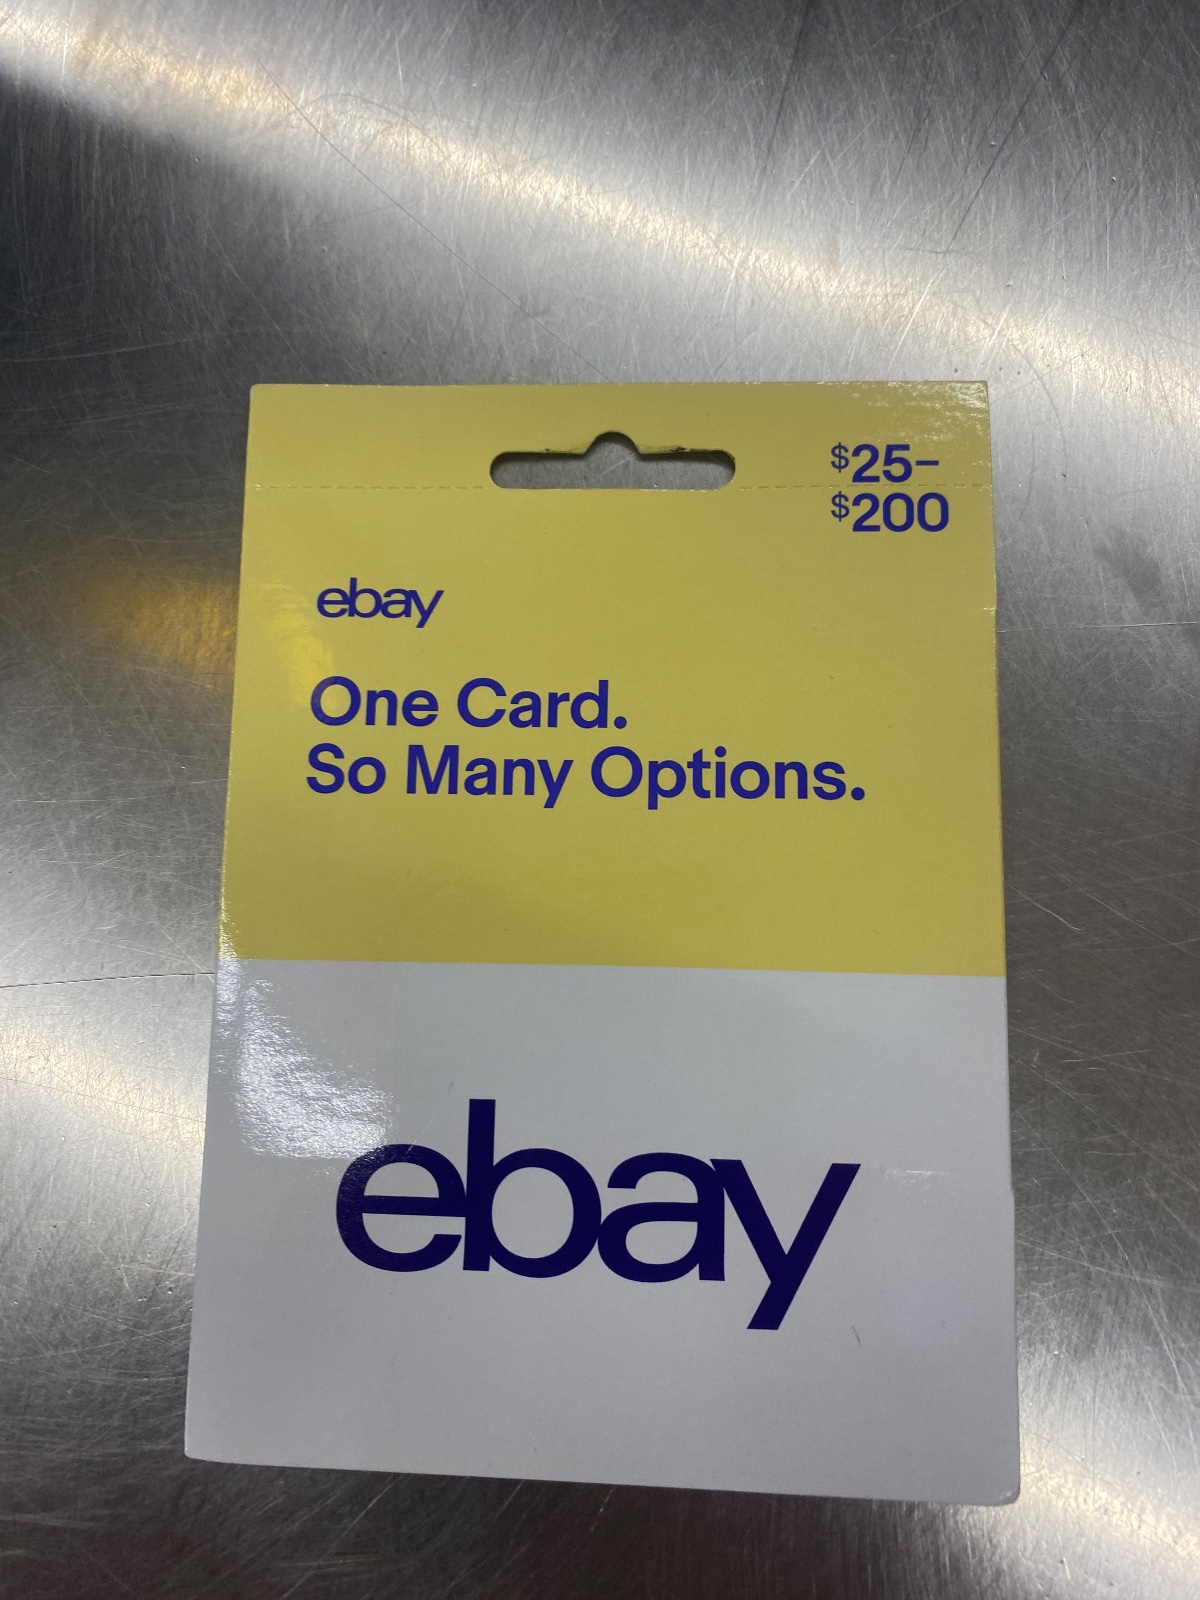 $25–
$200
ebay
One Card.
So Many Options.
ebay